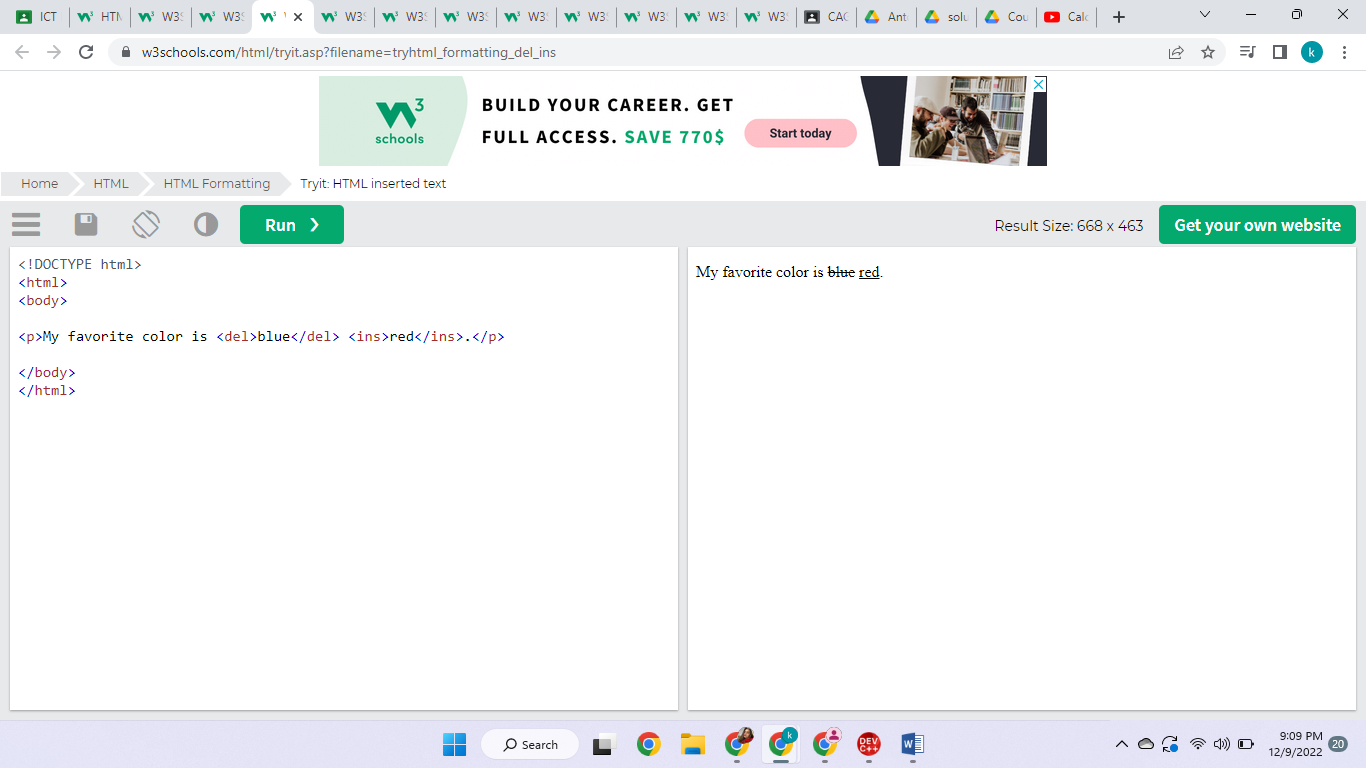 ICT
HTM
W3S
W3S
W3S
W3S
W3S
W3S
W3S
W3S
W3S
W3S
CAC
Ant
solu
Cou
Calc
w3schools.com/html/tryit.asp?filename=tryhtml_formatting_del_ins
k
3
schools
BUILD YOUR CAREER. GET
FULL ACCESS. SAVE 770$
Start today
Home
HTML
HTML Formatting
Tryit: HTML inserted text
Run ❯
Result Size: 668 x 463
Get your own website
<!DOCTYPE html>
<html>
<body>
<p>My favorite color is <del>blue</del> <ins>red</ins>.</p>
</body>
</html>
My favorite color is blue red.
Search
k
DEV
C++
W
9:09 PM
12/9/2022
20